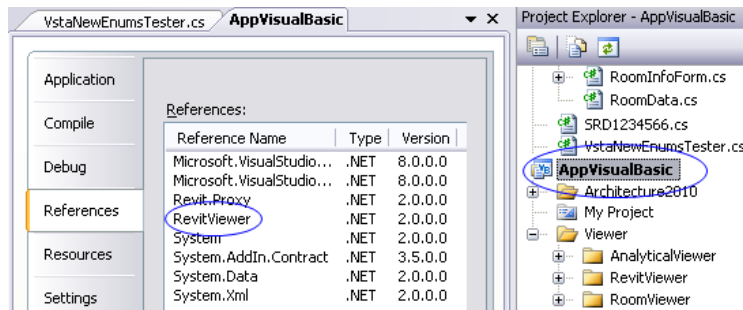 VstaNewEnumsTester.cs AppVisualBasic
Application
Compile
Debug
References
Resources
Settings
References:
Reference Name Type Version
Microsoft.VisualStudio... .NET 8.0.0.0
Microsoft.VisualStudio... .NET 8.0.0.0
Revit.Proxy .NET 2.0.0.0
RevitViewer .NET 2.0.0.0
System .NET 2.0.0.0
System.AddIn.Contract .NET 3.5.0.0
System.Data .NET 2.0.0.0
System.Xml .NET 2.0.0.0
Project Explorer - AppVisualBasic
RoomInfoForm.cs
RoomData.cs
SRD1234566.cs
VstaNewEnumsTester.cs
AppVisualBasic
Architecture2010
My Project
Viewer
AnalyticalViewer
RevitViewer
RoomViewer